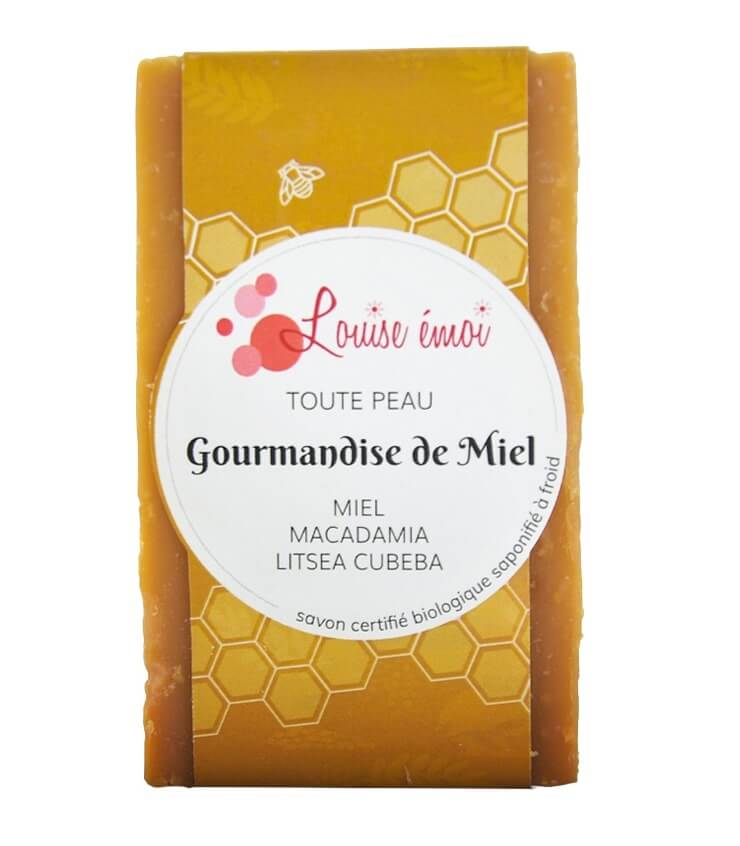 Louise émoi
TOUTE PEAU
Gourmandise de Miel
MIEL
MACADAMIA
LITSEA CUBEBA
savon certifié biologique saponifié à froid